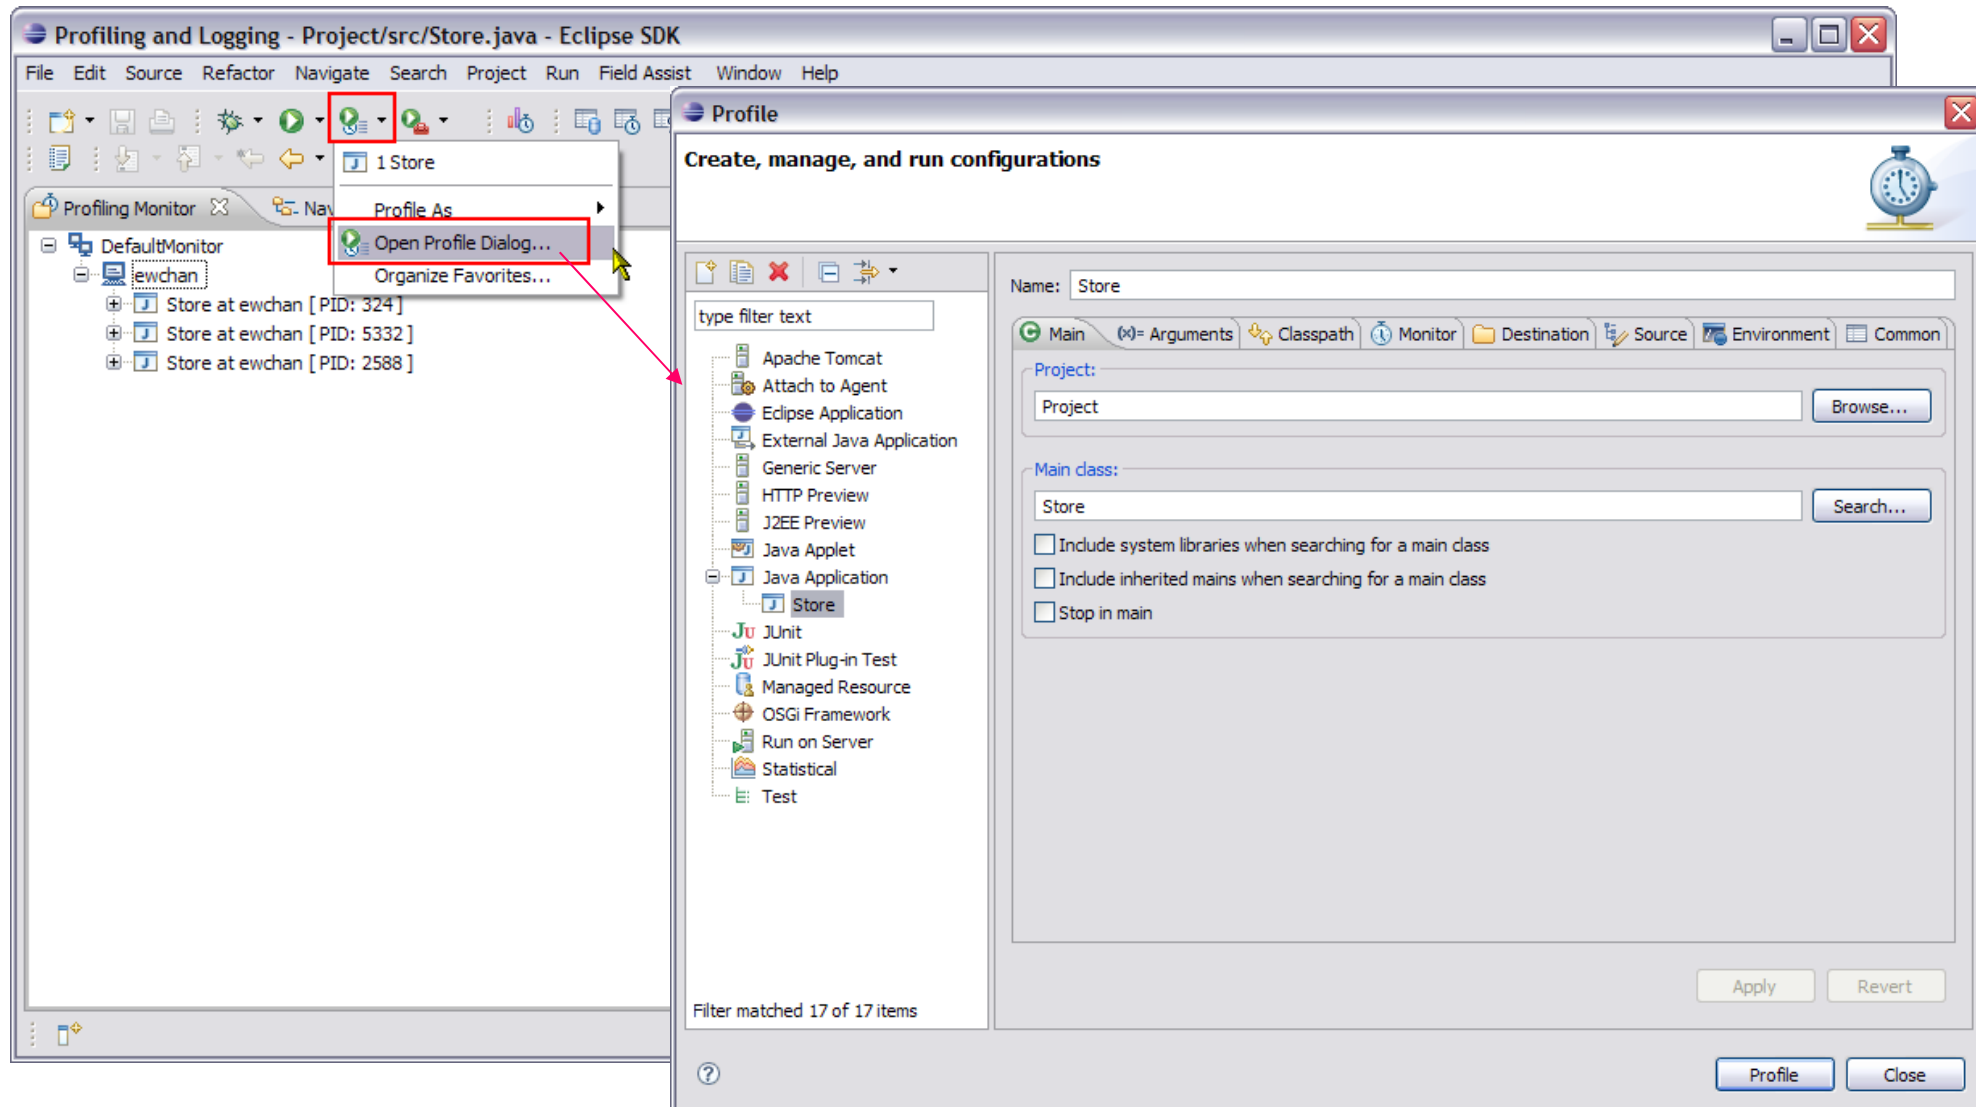 Profiling and Logging - Project/src/Store.java - Eclipse SDK
File Edit Source Refactor Navigate Search Project Run Field Assist Window Help
1 Store
Profile As
Open Profile Dialog...
Organize Favorites...
Profiling Monitor
Nav
DefaultMonitor
ewchan
Store at ewchan [ PID: 324 ]
Store at ewchan [ PID: 5332 ]
Store at ewchan [ PID: 2588 ]
Profile
Create, manage, and run configurations
type filter text
Apache Tomcat
Attach to Agent
Eclipse Application
External Java Application
Generic Server
HTTP Preview
J2EE Preview
Java Applet
Java Application
Store
JUnit
JUnit Plug-in Test
Managed Resource
OSGi Framework
Run on Server
Statistical
Test
Filter matched 17 of 17 items
Name: Store
Main (x)= Arguments Classpath Monitor Destination Source Environment Common
Project:
Project Browse...
Main class:
Store Search...
Include system libraries when searching for a main class
Include inherited mains when searching for a main class
Stop in main
Apply Revert
Profile Close